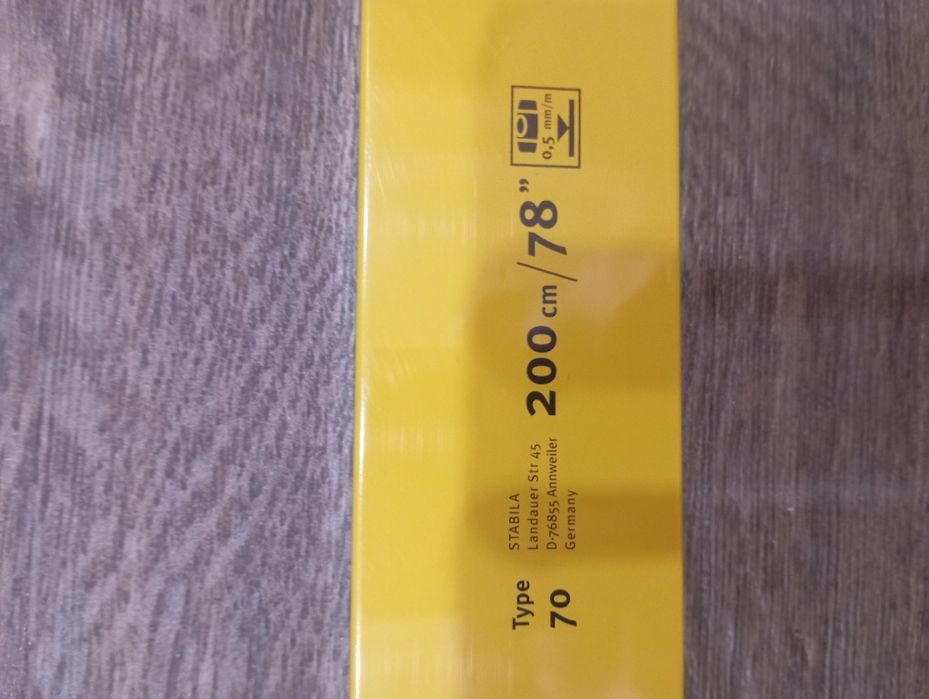 Type
70
STABILA
Landauer Str 45
D-76855 Annweiler
Germany
200 cm / 78”
0,5 mm/m